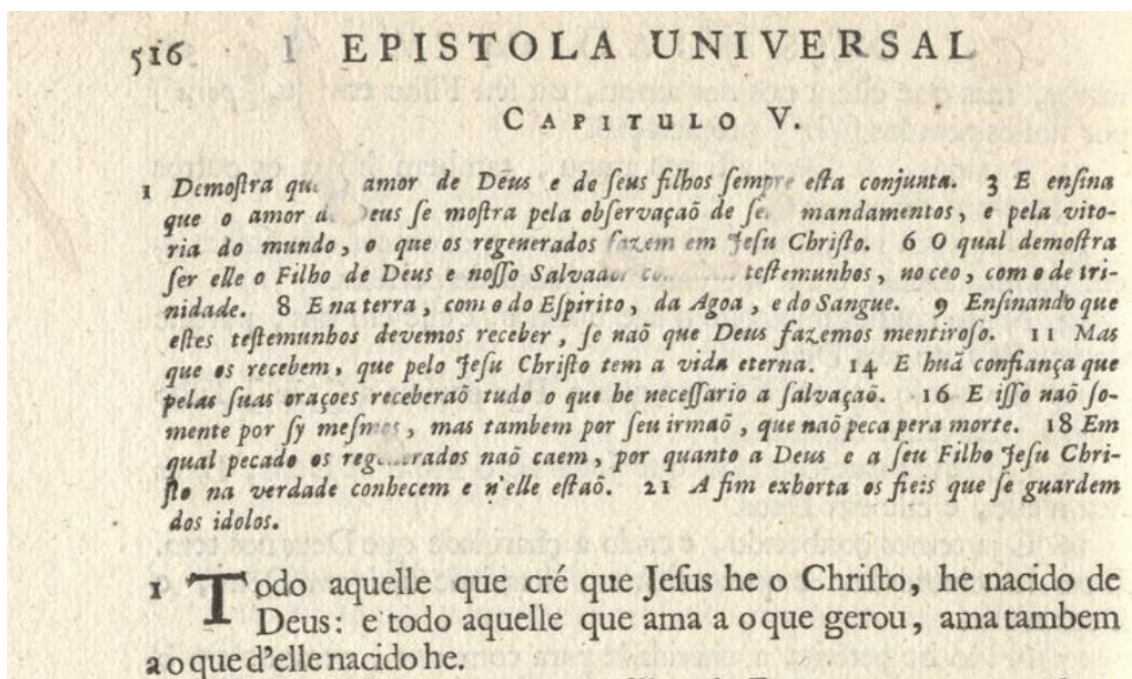 516 I EPISTOLA UNIVERSAL
CAPITULO V.
1 Demoſtra que amor de Deus e de ſeus filhos ſempre eſta conjunta. 3 E enſina
que o amor de Deus ſe moſtra pela obſervaçaõ de mandamentos, e pela vito-
ria do mundo, o que os regenerados fazem em Jeſu Chriſto. 6 O qual demoſtra
ſer elle o Filho de Deus e noſſo Salvador teſtemunhos, no ceo, com o de tri-
nidade. 8 E na terra, com o do Eſpirito, da Agoa, e do Sangue. 9 Enſinando que
eſtes teſtemunhos devemos receber, ſe naõ que Deus fazemos mentiroſo. 11 Mas
que os recebem, que pelo Jeſu Chriſto tem a vida eterna. 14 E huã confiança que
pelas ſuas oraçoes receberaõ tudo o que he neceſſario a ſalvaçaõ. 16 E iſſo naõ ſo-
mente por ſy meſmos, mas tambem por ſeu irmaõ, que naõ peca pera morte. 18 Em
qual pecado os regenerados naõ caem, por quanto a Deus e a ſeu Filho Jeſu Chri-
ſto na verdade conhecem e n'elle eſtaõ. 21 A fim exhorta os fieis que ſe guardem
dos idolos.
1 Todo aquelle que cré que Jeſus he o Chriſto, he nacido de
Deus: e todo aquelle que ama a o que gerou, ama tambem
a o que d'elle nacido he.